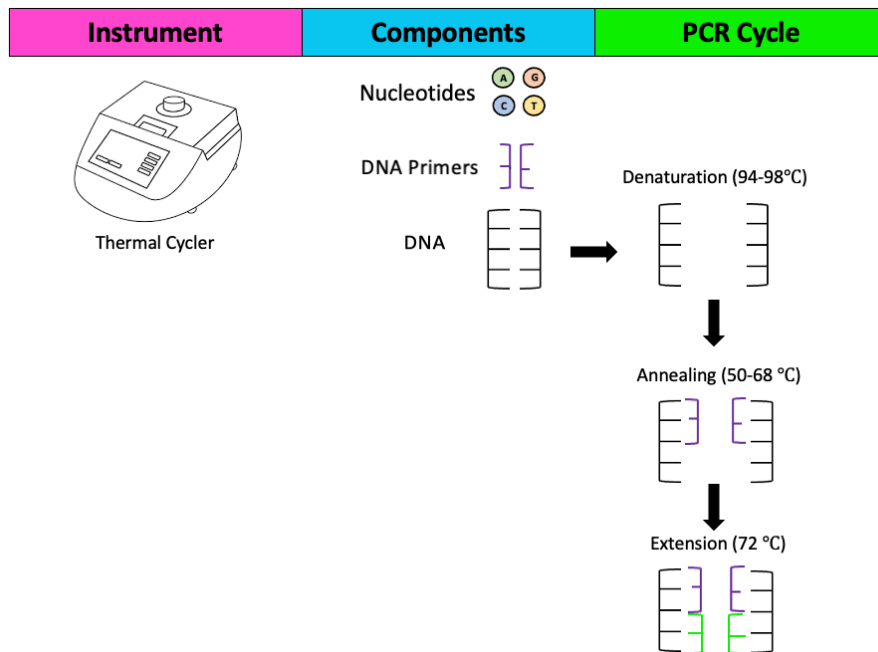 Instrument
Components
PCR Cycle
Nucleotides
A G
C T
DNA Primers
Denaturation (94-98℃)
Thermal Cycler
DNA
Annealing (50-68 ℃)
Extension (72 ℃)